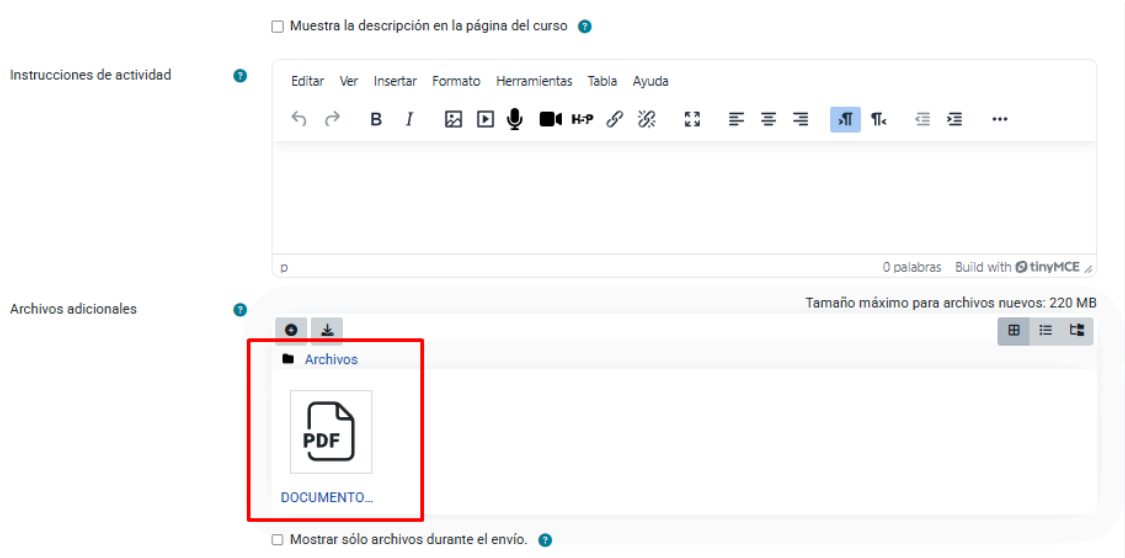 Muestra la descripción en la página del curso
Instrucciones de actividad
Editar Ver Insertar Formato Herramientas Tabla Ayuda
B I H-P
p
0 palabras Build with tinyMCE
Archivos adicionales
Tamaño máximo para archivos nuevos: 220 MB
Archivos
PDF
DOCUMENTO...
Mostrar sólo archivos durante el envío.